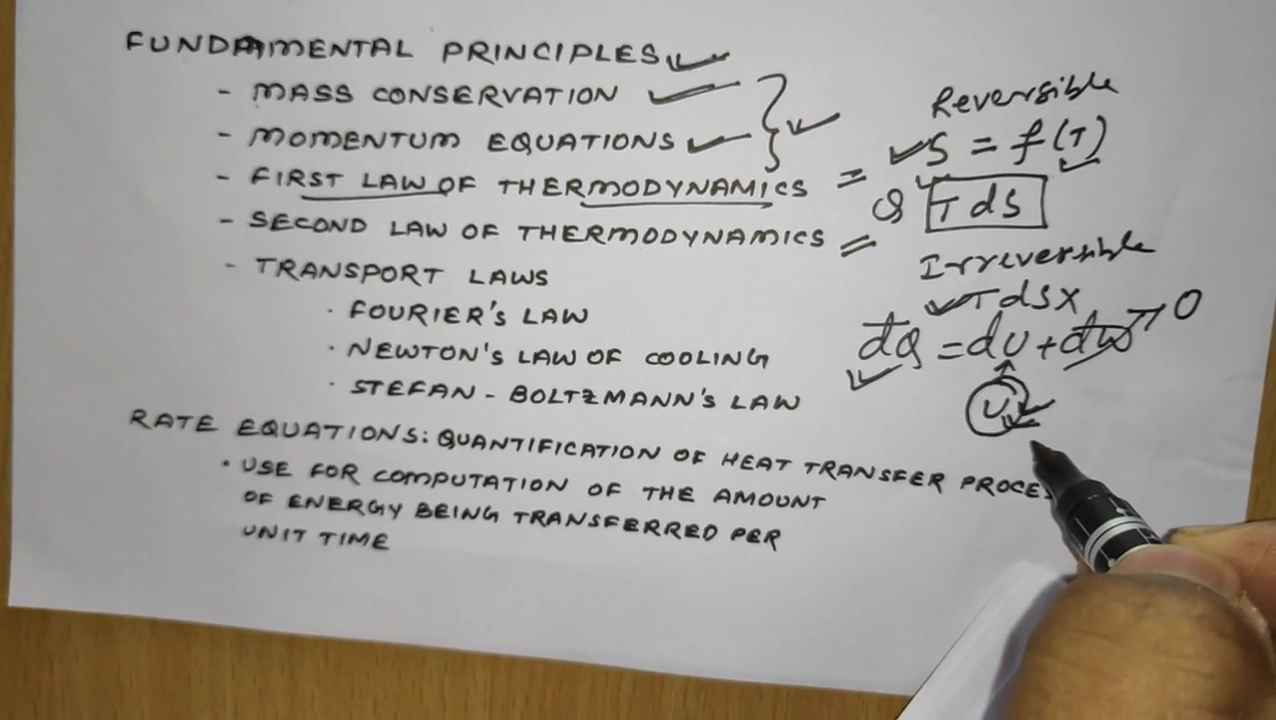 FUNDAMENTAL PRINCIPLES
- MASS CONSERVATION
- MOMENTUM EQUATIONS
- FIRST LAW OF THERMODYNAMICS =
- SECOND LAW OF THERMODYNAMICS =
- TRANSPORT LAWS
· FOURIER'S LAW
· NEWTON'S LAW OF COOLING
· STEFAN - BOLTZMANN'S LAW
RATE EQUATIONS: QUANTIFICATION OF HEAT TRANSFER
· USE FOR COMPUTATION OF THE AMOUNT
OF ENERGY BEING TRANSFERRED PER
UNIT TIME
Reversible
S = f(T)
TdS
Irreversible
TdSX
dQ = dU + dW 0
U